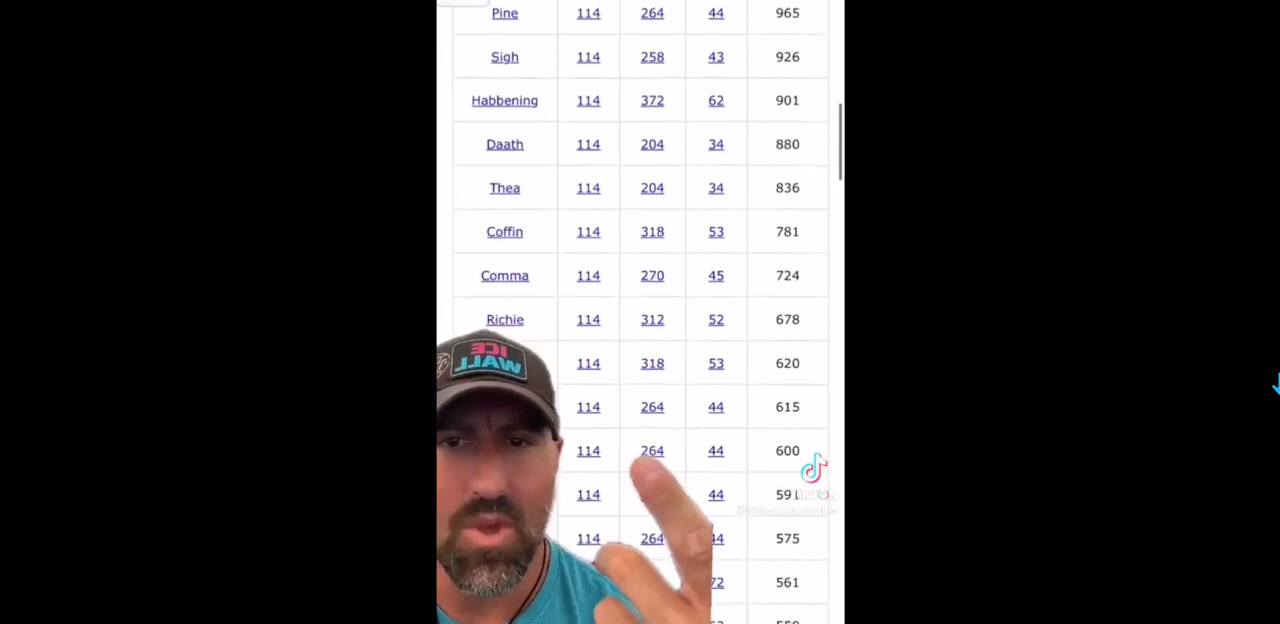 Pine 114 264 44 965
Sigh 114 258 43 926
Habbening 114 372 62 901
Daath 114 204 34 880
Thea 114 204 34 836
Coffin 114 318 53 781
Comma 114 270 45 724
Richie 114 312 52 678
114 318 53 620
114 264 44 615
114 264 44 600
114 44 591
114 264 44 575
72 561
ICE
WALL